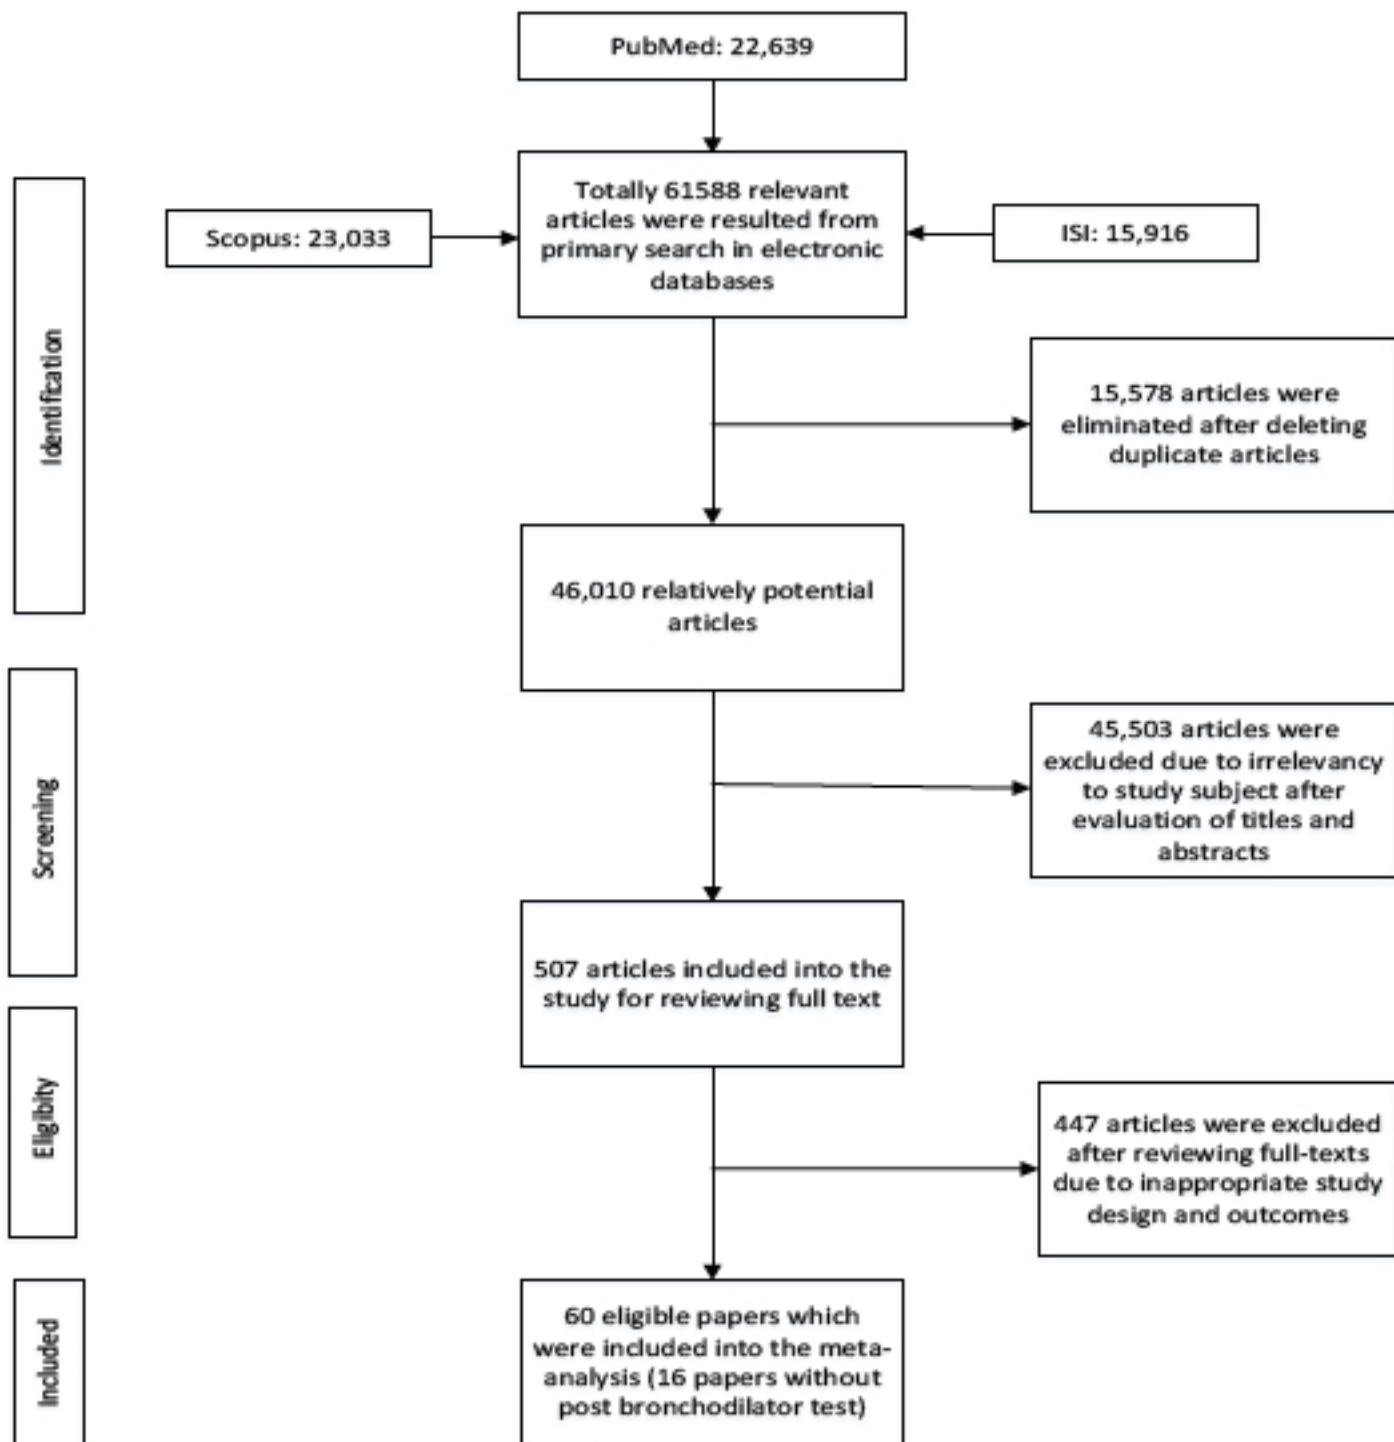 PubMed: 22,639
Totally 61588 relevant
articles were resulted from
primary search in electronic
databases
Scopus: 23,033
ISI: 15,916
Identification
15,578 articles were
eliminated after deleting
duplicate articles
46,010 relatively potential
articles
Screening
45,503 articles were
excluded due to irrelevancy
to study subject after
evaluation of titles and
abstracts
507 articles included into the
study for reviewing full text
Eligibity
447 articles were excluded
after reviewing full-texts
due to inappropriate study
design and outcomes
Included
60 eligible papers which
were included into the meta-
analysis (16 papers without
post bronchodilator test)